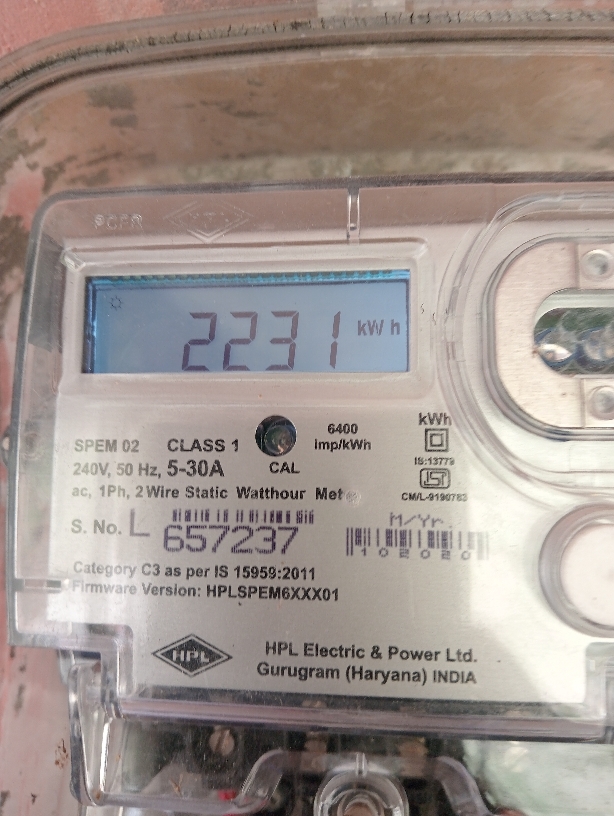 2231 kWh
SPEM 02 CLASS 1
6400 imp/kWh
kWh
240V, 50 Hz, 5-30A
CAL
IS:13779
ac, 1Ph, 2 Wire Static Watthour
CM/L-9190783
S. No. L 657237
M/Yr.
102020
Category C3 as per IS 15959:2011
Firmware Version: HPLSPEM6XXX01
HPL
HPL Electric & Power Ltd.
Gurugram (Haryana) INDIA